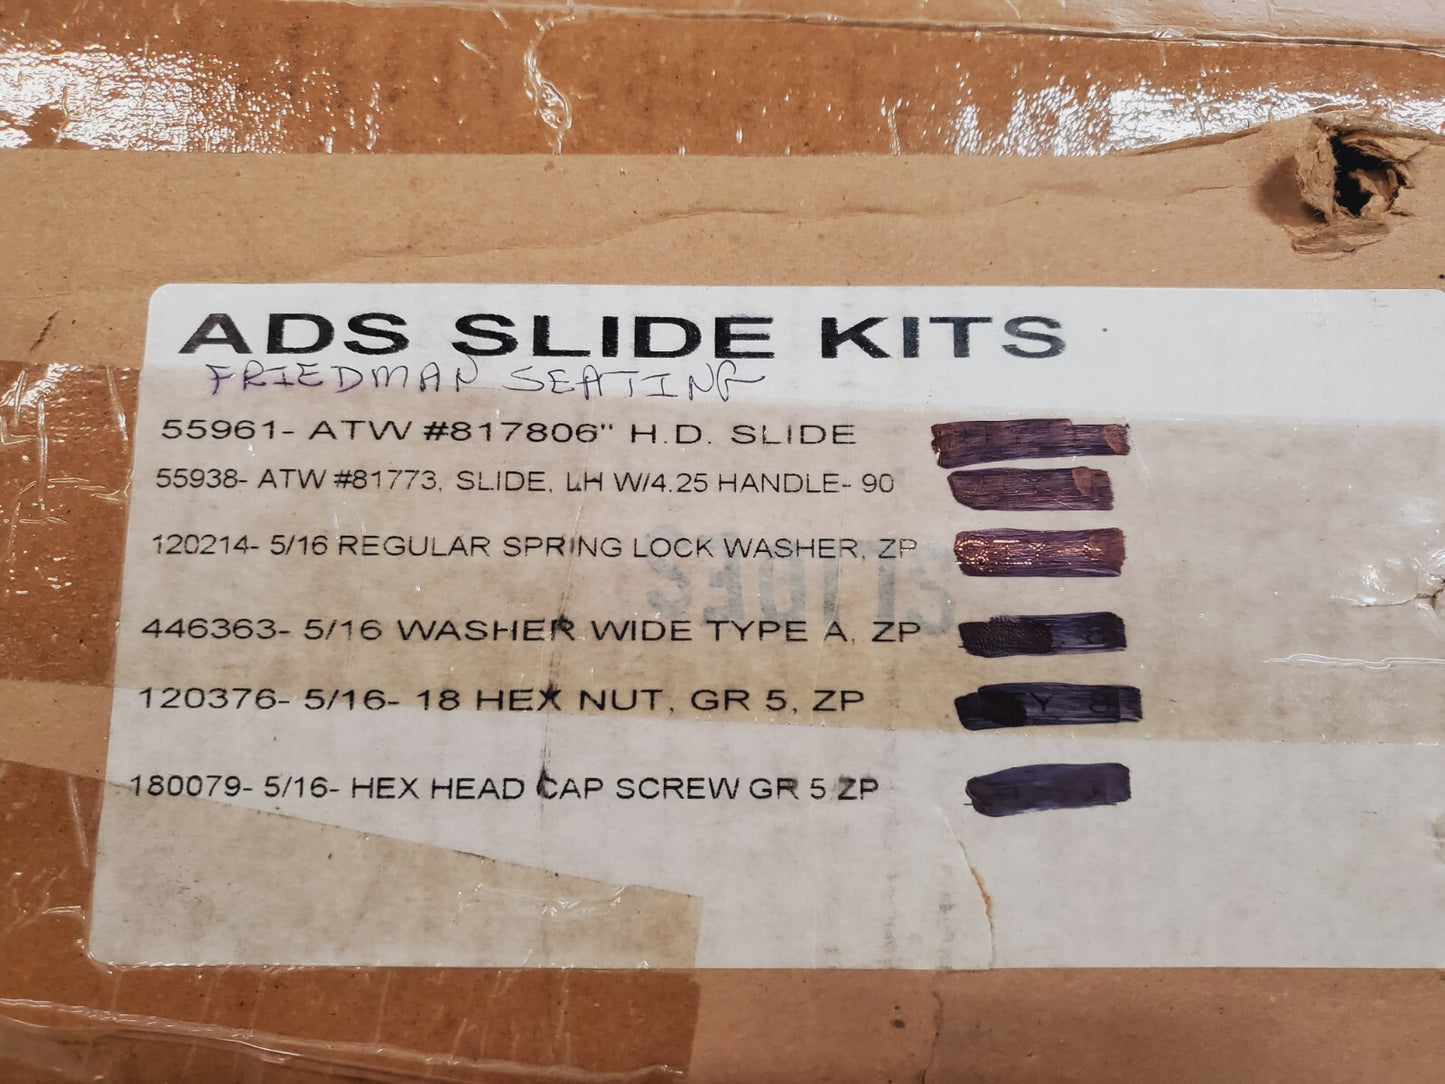 ADS SLIDE KITS
FRIEDMAN SEATING
55961- ATW #817806" H.D. SLIDE
55938- ATW #81773, SLIDE, LH W/4.25 HANDLE- 90
120214- 5/16 REGULAR SPRING LOCK WASHER, ZP
SLIDES
446363- 5/16 WASHER WIDE TYPE A, ZP
120376- 5/16- 18 HEX NUT, GR 5, ZP
180079- 5/16- HEX HEAD CAP SCREW GR 5 ZP